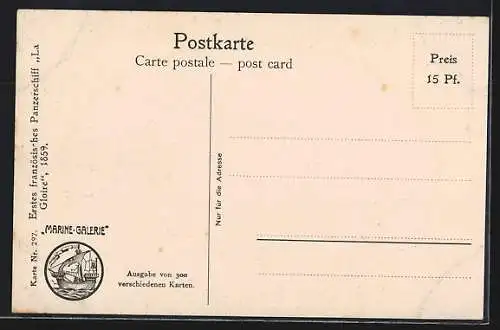 Postkarte
Carte postale — post card
Preis
15 Pf.
Karte Nr. 297. Erstes französisches Panzerschiff „La
Gloire“, 1859.
„MARINE-GALERIE“
Ausgabe von 300
verschiedenen Karten.
Nur für die Adresse